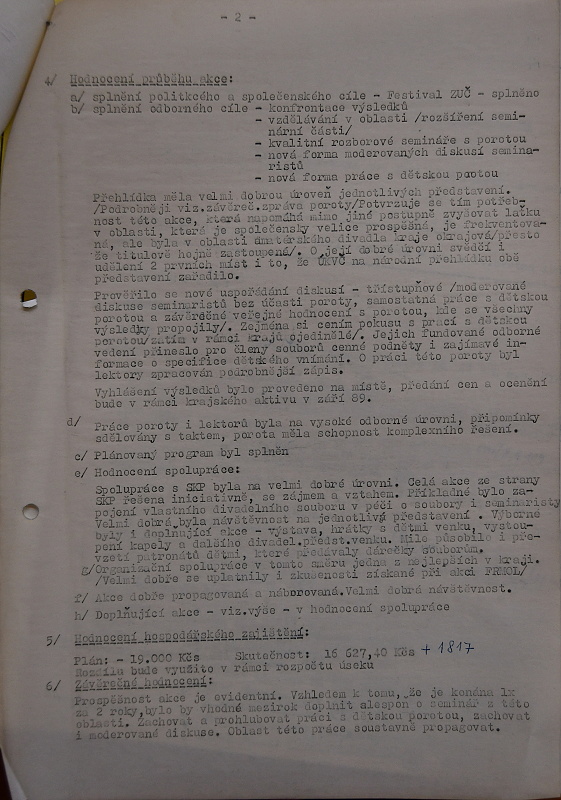 - 2 -
4/ Hodnocení průběhu akce:
a/ splnění politkcého a společenského cíle - Festival ZUČ - splněno
b/ splnění odborného cíle - konfrontace výsledků
- vzdělávání v oblasti /rozšíření semi-
nární části/
- kvalitní rozborové semináře s porotou
- nová forma moderovaných diskusí semina-
ristů
- nová forma práce s dětskou porotou
Přehlídka měla velmi dobrou úroveň jednotlivých představení.
/Podrobněji viz.závěreč.zpráva poroty/Potvrzuje se tím potřeb-
nost této akce, která napomáhá mimo jiné postupně zvyšovat laťku
v oblasti, která je společensky velice prospěšná, je frekventova-
ná, ale byla v oblasti amatérského divadla kraje okrajová/přesto
že titulově hojně zastoupená/. O její dobré úrovni svědčí i
udělení 2 prvních míst i to, že ÚKVČ na národní přehlídku obě
představení zařadilo.
Prověřilo se nové uspořádání diskusí - třístupňové /moderované
diskuse seminaristů bez účasti poroty, samostatná práce s dětskou
porotou a závěrečné veřejné hodnocení s porotou, kde se všechny
výsledky propojily/. Zejména si cením pokusu s prací s dětskou
porotou/zatím v rámci krajů ojedinělé/. Jejich fundované odborné
vedení přineslo pro členy souborů cenné podněty i zajímavé in-
formace o specifice dětského vnímání. O práci této poroty byl
lektory zpracován podrobnější zápis.
Vyhlášení výsledků bylo provedeno na místě, předání cen a ocenění
bude v rámci krajského aktivu v září 89.
d/ Práce poroty i lektorů byla na vysoké odborné úrovni, připomínky
sdělovány s taktem, porota měla schopnost komplexního řešení.
c/ Plánovaný program byl splněn
e/ Hodnocení spolupráce:
Spolupráce s SKP byla na velmi dobré úrovni. Celá akce ze strany
SKP řešena iniciativně, se zájmem a vztahem. Příkladné bylo za-
pojení vlastního divadelního souboru v péči o soubory i seminaristy
Velmi dobrá byla návštěvnost na jednotlivá představení . Výborné
byly i doplňující akce - výstava, hrátky s dětmi venku, vystou-
pení kapely a dalšího divadel.předst.venku. Mile působilo i pře-
vzetí patronátů dětmi, které předávaly dárečky souborům.
g/Organizační spolupráce v tomto směru jedna z nejlepších v kraji.
/Velmi dobře se uplatnily i zkušenosti získané při akci FRMOL/
f/ Akce dobře propagovaná a náborovaná.Velmi dobrá návštěvnost.
h/ Doplňující akce - viz.výše - v hodnocení spolupráce
5/ Hodnocení hospodářského zajištění:
Plán: - 19.000 Kčs Skutečnost: 16 627,40 Kčs + 1817
Rozdílu bude využito v rámci rozpočtu úseku
6/ Závěrečné hodnocení:
Prospěšnost akce je evidentní. Vzhledem k tomu, že je konána 1x
za 2 roky,bylo by vhodné mezirok doplnit alespoň o seminář z této
oblasti. Zachovat a prohlubovat práci s dětskou porotou, zachovat
i moderované diskuse. Oblast této práce soustavně propagovat.